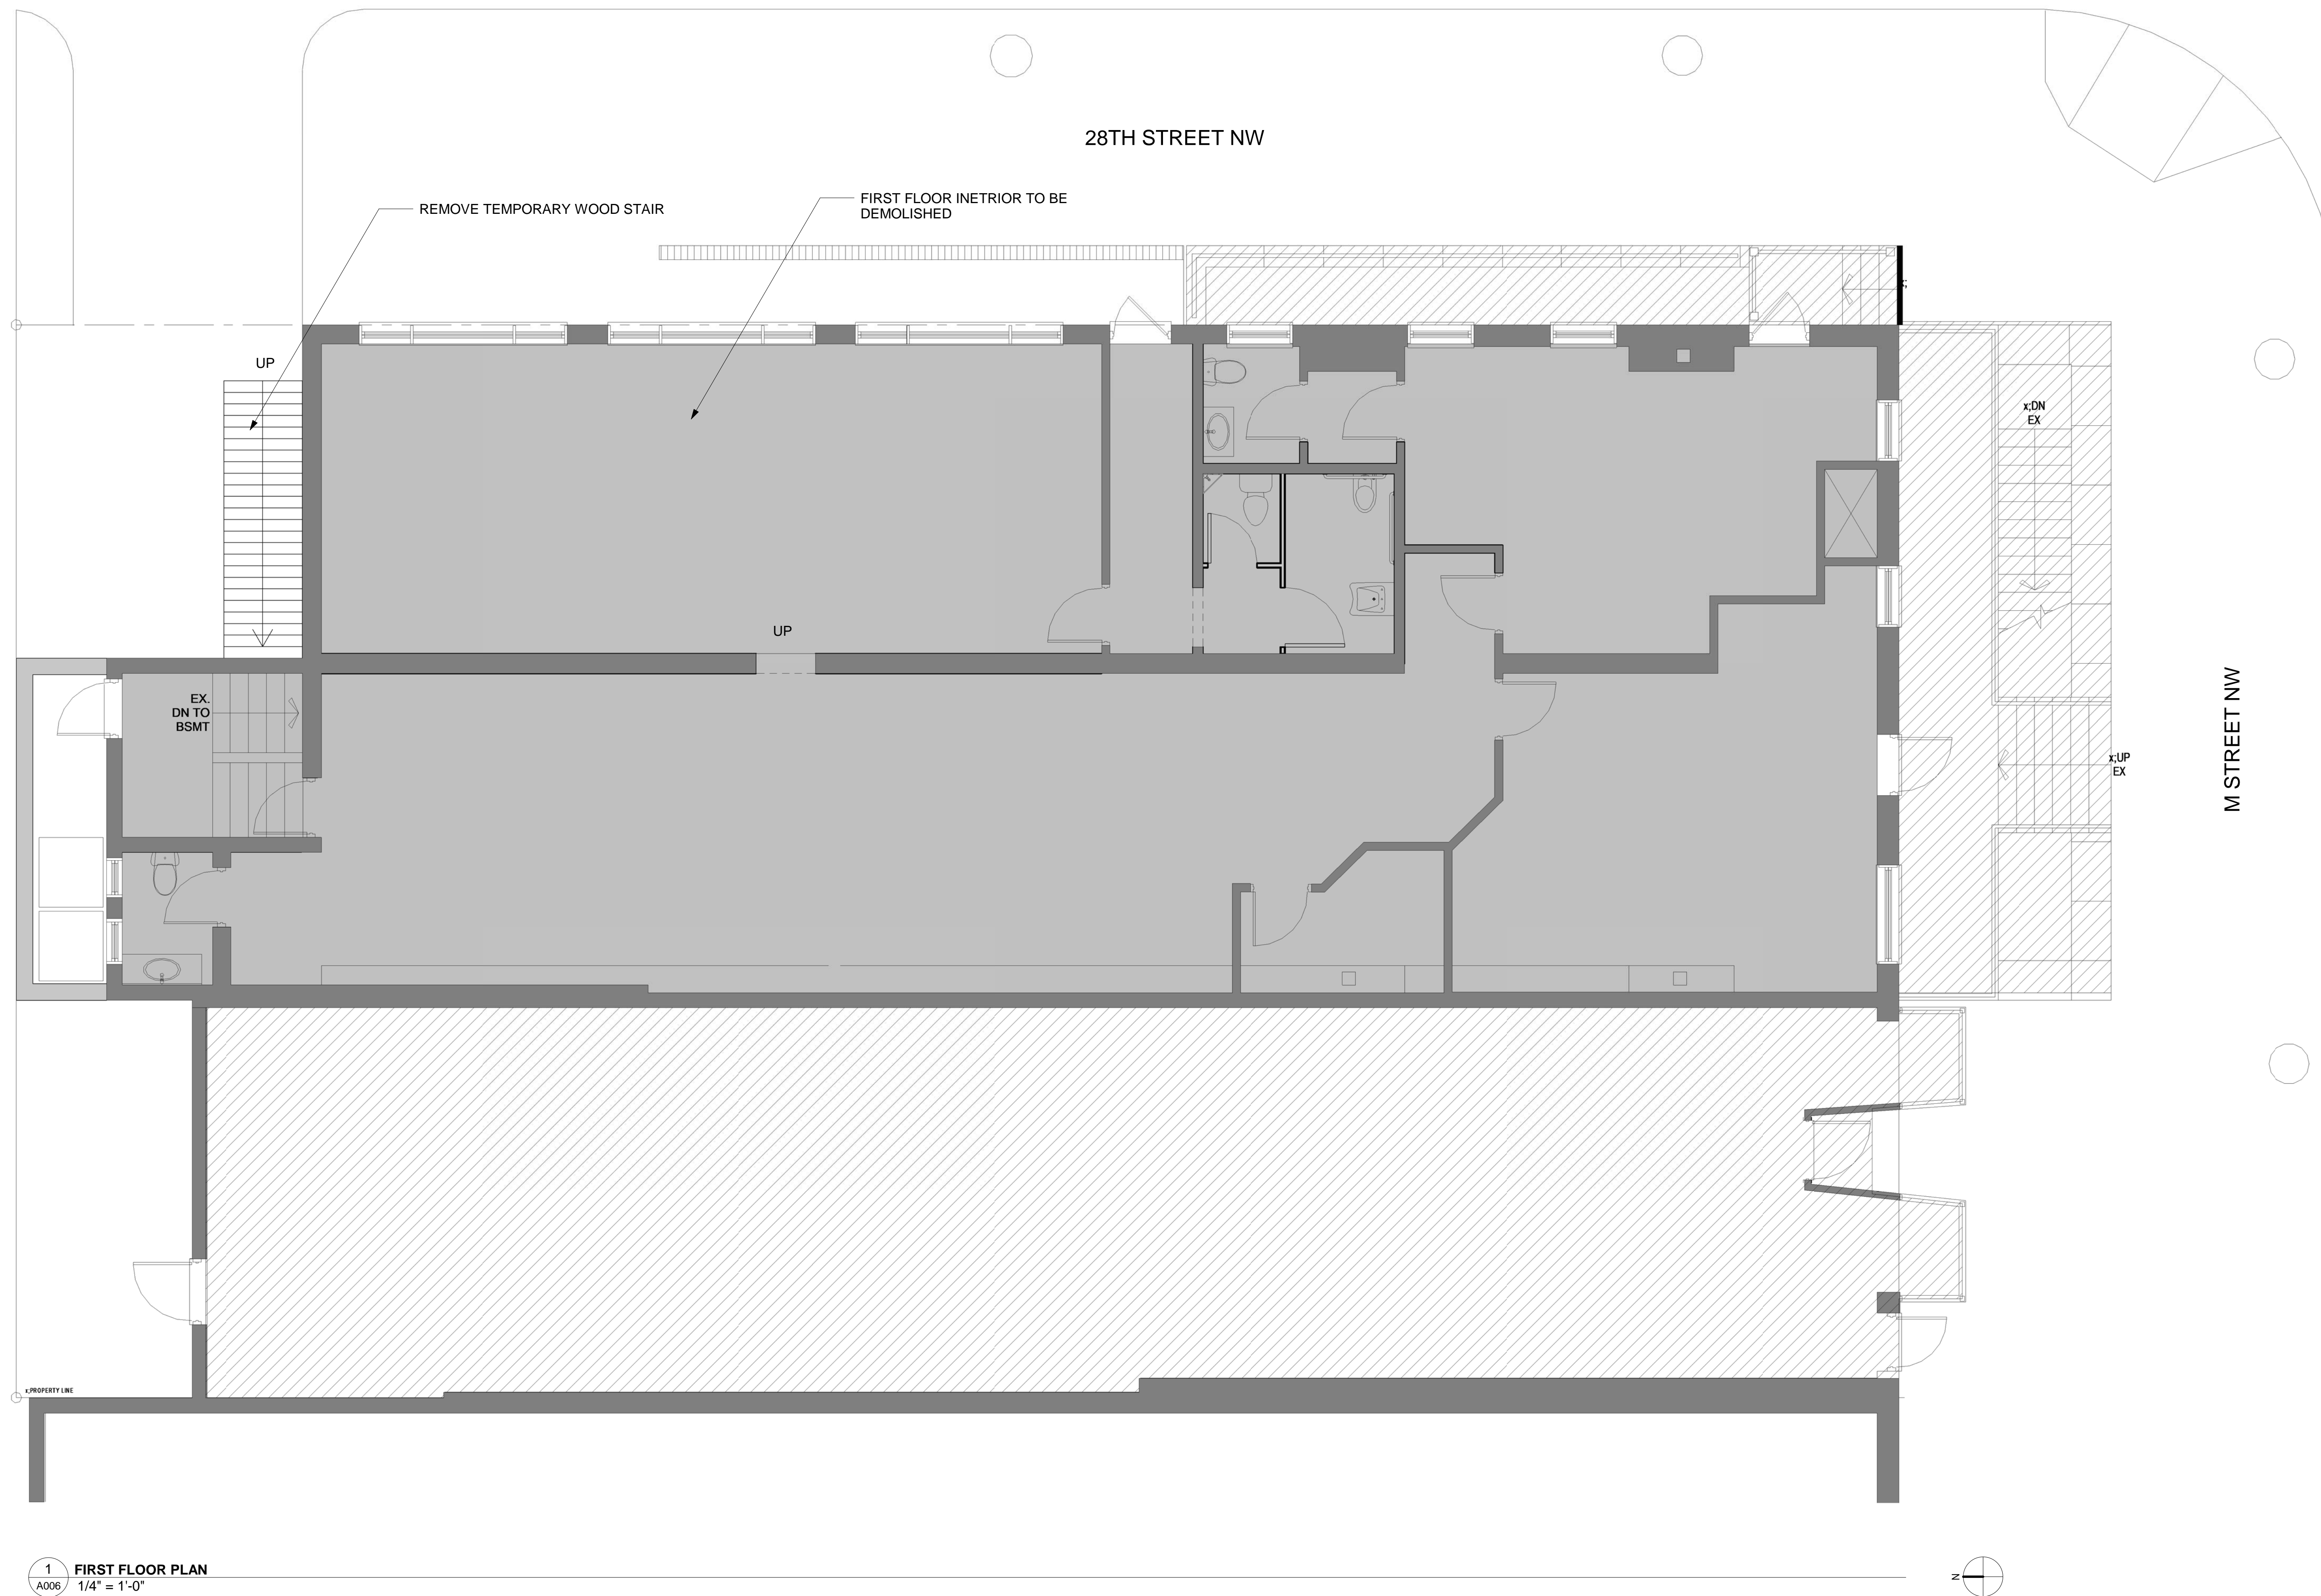 28TH STREET NW
REMOVE TEMPORARY WOOD STAIR
FIRST FLOOR INETRIOR TO BE
DEMOLISHED
UP
x;DN
EX
UP
EX.
DN TO
BSMT
x;UP
EX
M STREET NW
x;PROPERTY LINE
1
A006
FIRST FLOOR PLAN
1/4" = 1'-0"
N